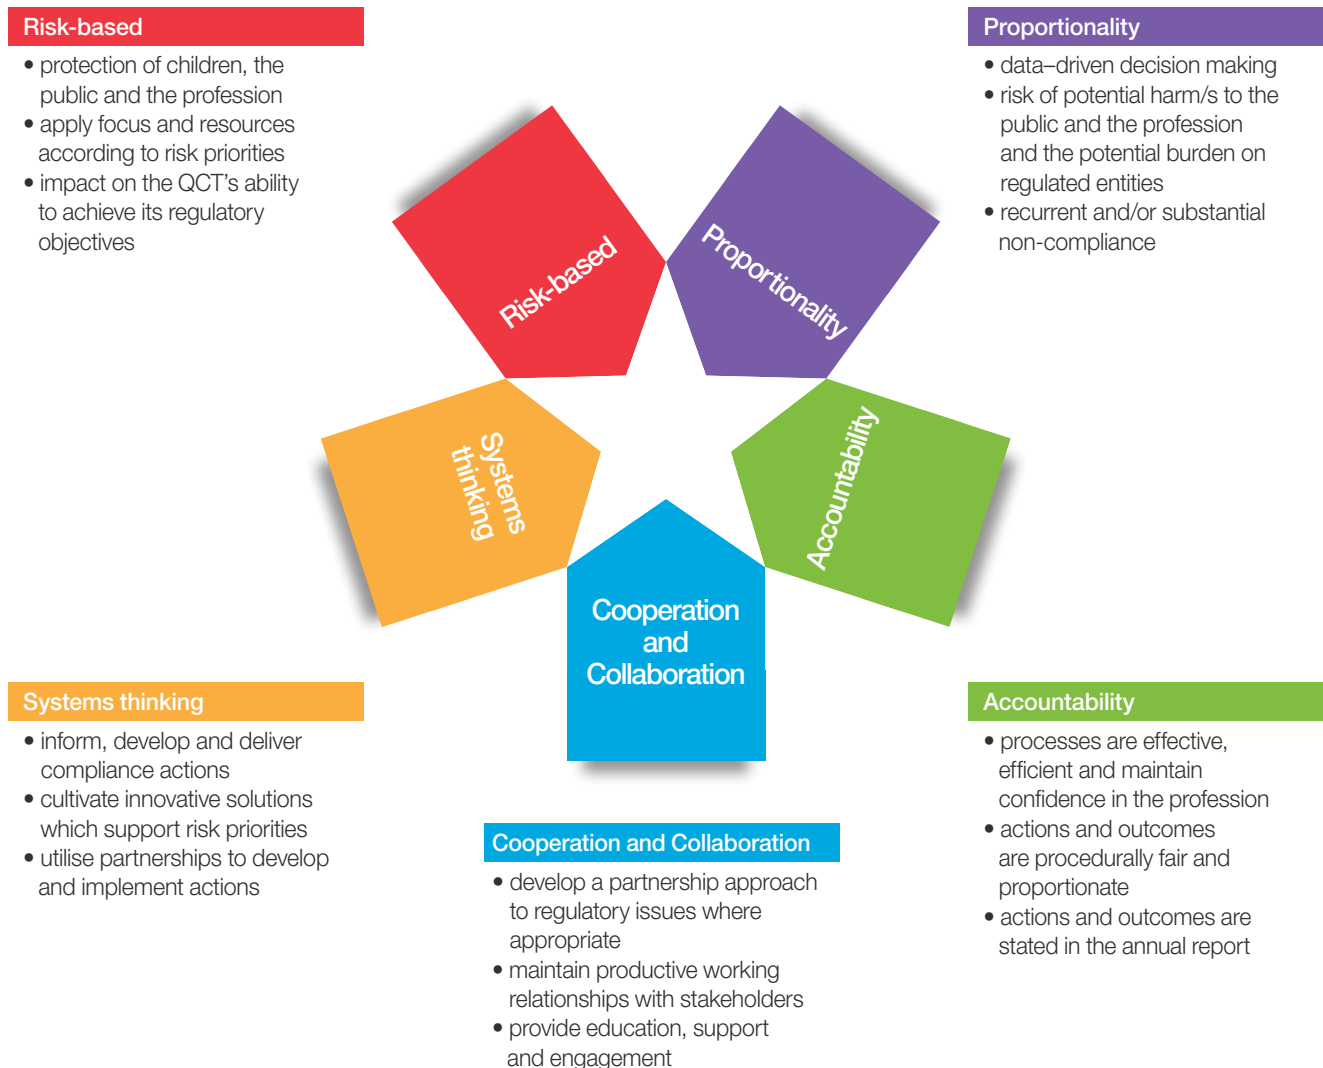 Risk-based
• protection of children, the
public and the profession
• apply focus and resources
according to risk priorities
• impact on the QCT's ability
to achieve its regulatory
objectives
Proportionality
• data–driven decision making
• risk of potential harm/s to the
public and the profession
and the potential burden on
regulated entities
• recurrent and/or substantial
non-compliance
Risk-based
Proportionality
Systems
thinking
Accountability
Cooperation
and
Collaboration
Systems thinking
• inform, develop and deliver
compliance actions
• cultivate innovative solutions
which support risk priorities
• utilise partnerships to develop
and implement actions
Cooperation and Collaboration
• develop a partnership approach
to regulatory issues where
appropriate
• maintain productive working
relationships with stakeholders
• provide education, support
and engagement
Accountability
• processes are effective,
efficient and maintain
confidence in the profession
• actions and outcomes
are procedurally fair and
proportionate
• actions and outcomes are
stated in the annual report